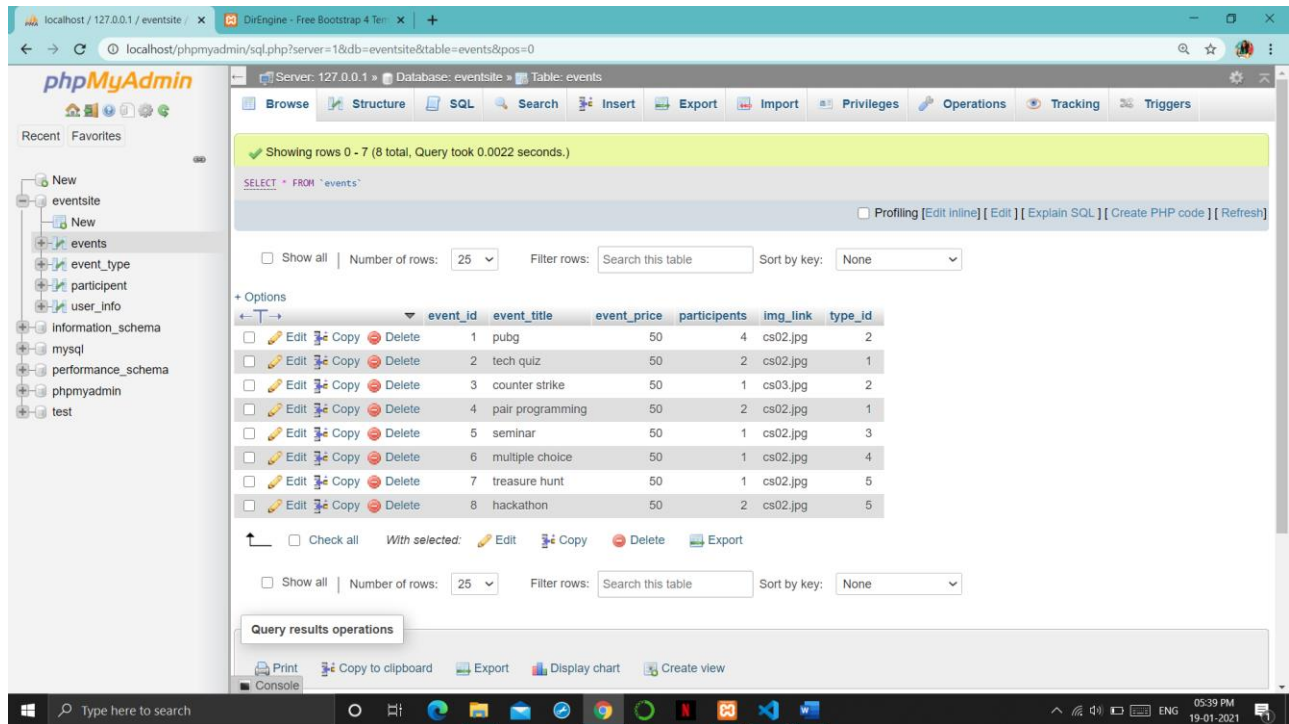 localhost / 127.0.0.1 / eventsite /
DirEngine - Free Bootstrap 4 Tem
localhost/phpmyadmin/sql.php?server=1&db=eventsite&table=events&pos=0
phpMyAdmin
Recent Favorites
New
eventsite
New
events
event_type
participent
user_info
information_schema
mysql
performance_schema
phpmyadmin
test
Server: 127.0.0.1 » Database: eventsite » Table: events
Browse Structure SQL Search Insert Export Import Privileges Operations Tracking Triggers
Showing rows 0 - 7 (8 total, Query took 0.0022 seconds.)
SELECT * FROM `events`
Profiling [Edit inline] [ Edit ] [ Explain SQL ] [ Create PHP code ] [ Refresh]
Show all | Number of rows: 25 Filter rows: Search this table Sort by key: None
+ Options
←T→ event_id event_title event_price participents img_link type_id
Edit Copy Delete 1 pubg 50 4 cs02.jpg 2
Edit Copy Delete 2 tech quiz 50 2 cs02.jpg 1
Edit Copy Delete 3 counter strike 50 1 cs03.jpg 2
Edit Copy Delete 4 pair programming 50 2 cs02.jpg 1
Edit Copy Delete 5 seminar 50 1 cs02.jpg 3
Edit Copy Delete 6 multiple choice 50 1 cs02.jpg 4
Edit Copy Delete 7 treasure hunt 50 1 cs02.jpg 5
Edit Copy Delete 8 hackathon 50 2 cs02.jpg 5
Check all With selected: Edit Copy Delete Export
Show all | Number of rows: 25 Filter rows: Search this table Sort by key: None
Query results operations
Print Copy to clipboard Export Display chart Create view
Console
Type here to search
ENG
05:39 PM
19-01-2021